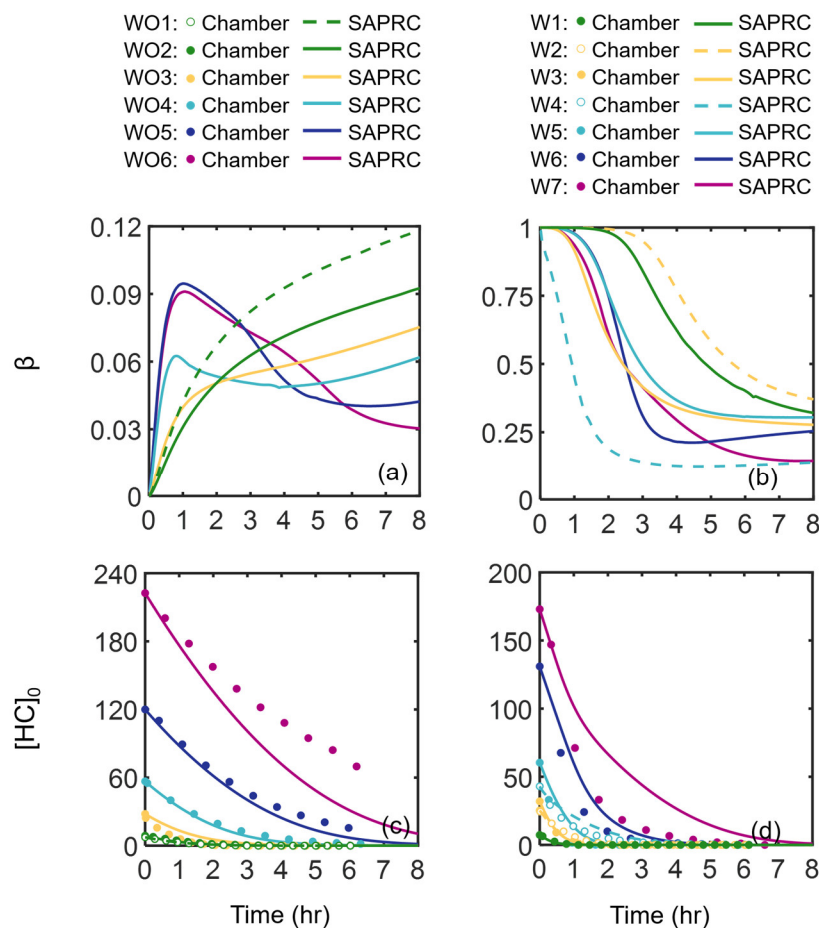 WO1: Chamber SAPRC
WO2: Chamber SAPRC
WO3: Chamber SAPRC
WO4: Chamber SAPRC
WO5: Chamber SAPRC
WO6: Chamber SAPRC
W1: Chamber SAPRC
W2: Chamber SAPRC
W3: Chamber SAPRC
W4: Chamber SAPRC
W5: Chamber SAPRC
W6: Chamber SAPRC
W7: Chamber SAPRC
β
0.12
0.09
0.06
0.03
0
(a)
0 1 2 3 4 5 6 7 8
1
0.75
0.5
0.25
0
(b)
0 1 2 3 4 5 6 7 8
[HC]0
240
180
120
60
0
(c)
0 1 2 3 4 5 6 7 8
Time (hr)
200
150
100
50
0
(d)
0 1 2 3 4 5 6 7 8
Time (hr)